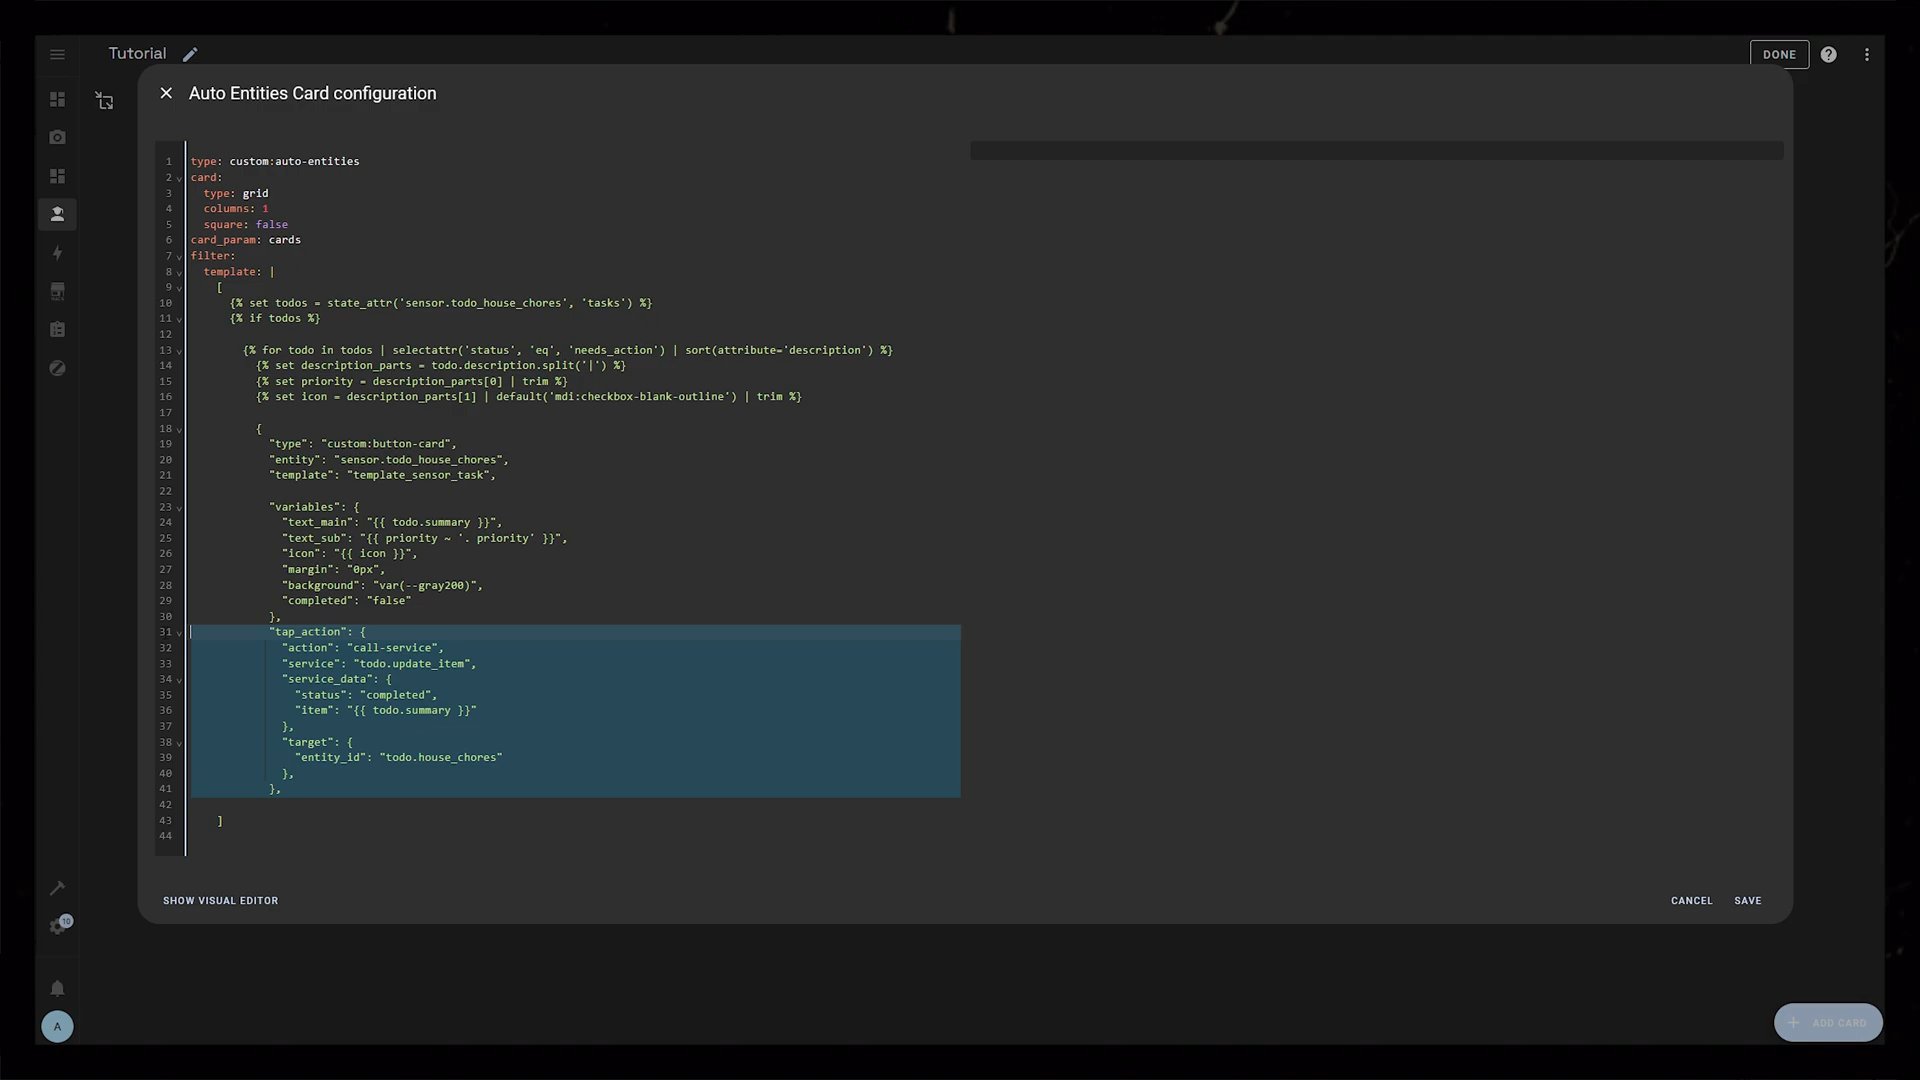 Tutorial
DONE
Auto Entities Card configuration
1 type: custom:auto-entities
2 card:
3 type: grid
4 columns: 1
5 square: false
6 card_param: cards
7 filter:
8 template: |
9 [
10 {% set todos = state_attr('sensor.todo_house_chores', 'tasks') %}
11 {% if todos %}
12
13 {% for todo in todos | selectattr('status', 'eq', 'needs_action') | sort(attribute='description') %}
14 {% set description_parts = todo.description.split('|') %}
15 {% set priority = description_parts[0] | trim %}
16 {% set icon = description_parts[1] | default('mdi:checkbox-blank-outline') | trim %}
17
18 {
19 "type": "custom:button-card",
20 "entity": "sensor.todo_house_chores",
21 "template": "template_sensor_task",
22
23 "variables": {
24 "text_main": "{{ todo.summary }}",
25 "text_sub": "{{ priority ~ '. priority' }}",
26 "icon": "{{ icon }}",
27 "margin": "0px",
28 "background": "var(--gray200)",
29 "completed": "false"
30 },
31 "tap_action": {
32 "action": "call-service",
33 "service": "todo.update_item",
34 "service_data": {
35 "status": "completed",
36 "item": "{{ todo.summary }}"
37 },
38 "target": {
39 "entity_id": "todo.house_chores"
40 },
41 },
42
43 ]
44
SHOW VISUAL EDITOR
CANCEL
SAVE
10
A
+ ADD CARD